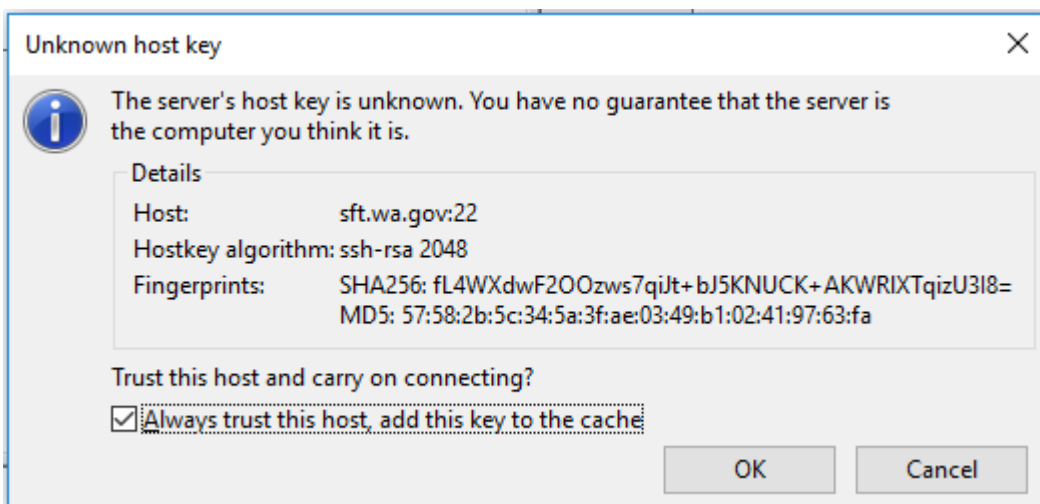 Unknown host key
The server's host key is unknown. You have no guarantee that the server is
the computer you think it is.
Details
Host: sft.wa.gov:22
Hostkey algorithm: ssh-rsa 2048
Fingerprints: SHA256: fL4WXdwF2OOzws7qiJt+bJ5KNUCK+AKWRIXTqizU3I8=
MD5: 57:58:2b:5c:34:5a:3f:ae:03:49:b1:02:41:97:63:fa
Trust this host and carry on connecting?
Always trust this host, add this key to the cache
OK Cancel